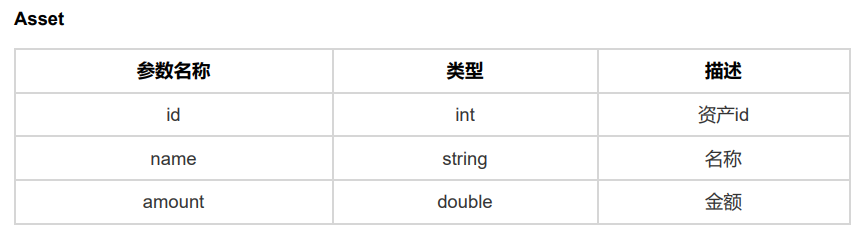 Asset
参数名称 类型 描述
id int 资产id
name string 名称
amount double 金额